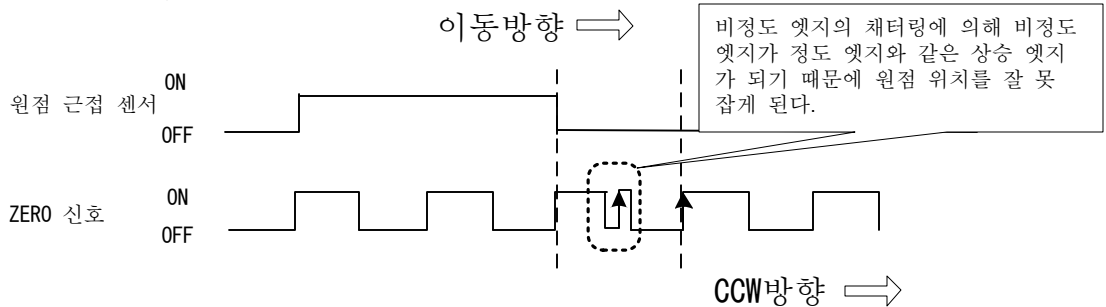 이동방향
비정도 엣지의 채터링에 의해 비정도
엣지가 정도 엣지와 같은 상승 엣지
가 되기 때문에 원점 위치를 잘 못
잡게 된다.
ON
원점 근접 센서
OFF
ON
ZERO 신호
OFF
CCW방향